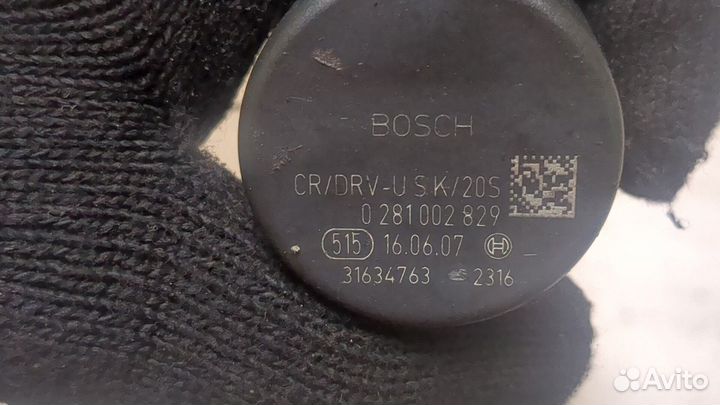 BOSCH
CR/DRV-U S K/20S
0 281 002 829
515 16.06.07
31634763 2316
Avito